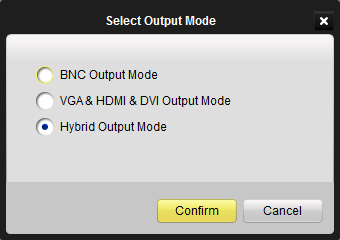 Select Output Mode
BNC Output Mode
VGA & HDMI & DVI Output Mode
Hybrid Output Mode
Confirm Cancel